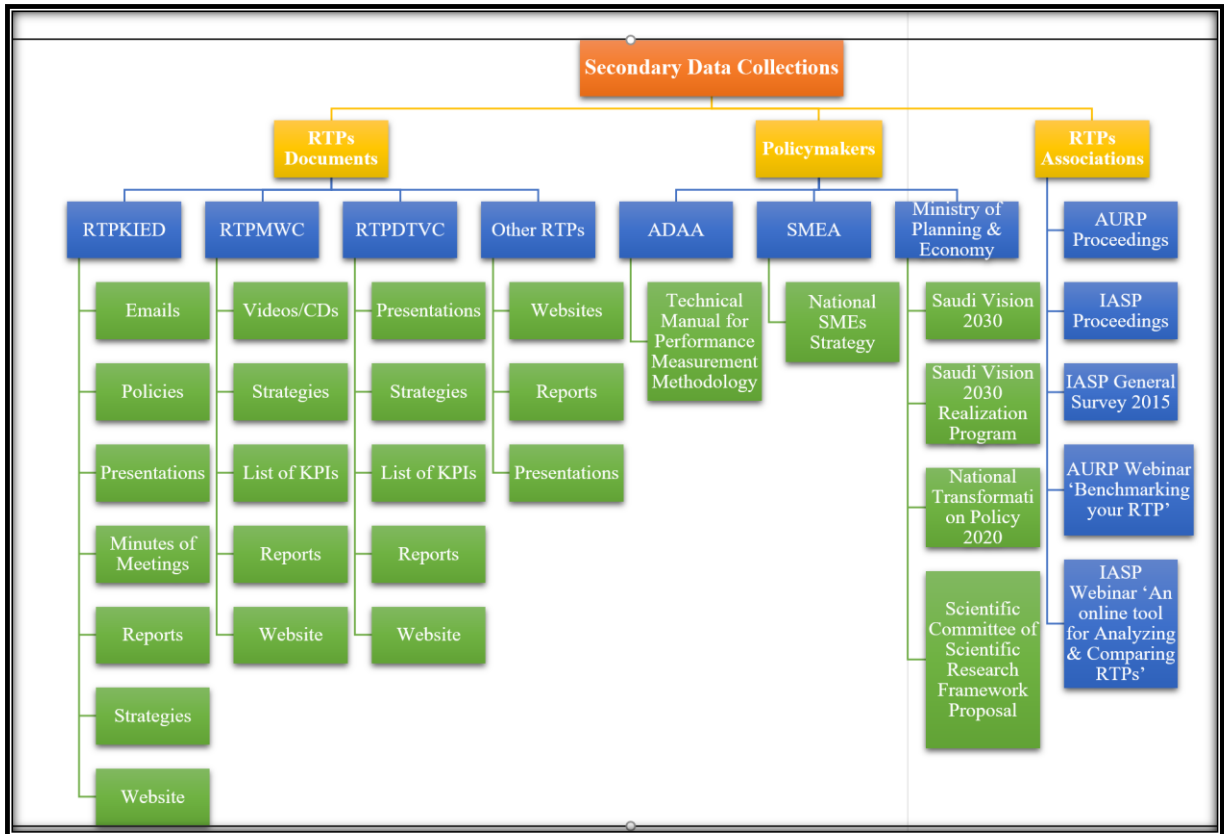 Secondary Data Collections
RTPs
Documents
Policymakers
RTPs
Associations
RTPKIED
RTPMWC
RTPDTVC
Other RTPs
ADAA
SMEA
Ministry of
Planning &
Economy
Emails
Policies
Presentations
Minutes of
Meetings
Reports
Strategies
Website
Videos/CDs
Strategies
List of KPIs
Reports
Website
Presentations
Strategies
List of KPIs
Reports
Website
Websites
Reports
Presentations
Technical
Manual for
Performance
Measurement
Methodology
National
SMEs
Strategy
Saudi Vision
2030
Saudi Vision
2030
Realization
Program
National
Transformati
on Policy
2020
Scientific
Committee of
Scientific
Research
Framework
Proposal
AURP
Proceedings
IASP
Proceedings
IASP General
Survey 2015
AURP Webinar
‘Benchmarking
your RTP’
IASP
Webinar ‘An
online tool
for Analyzing
& Comparing
RTPs’